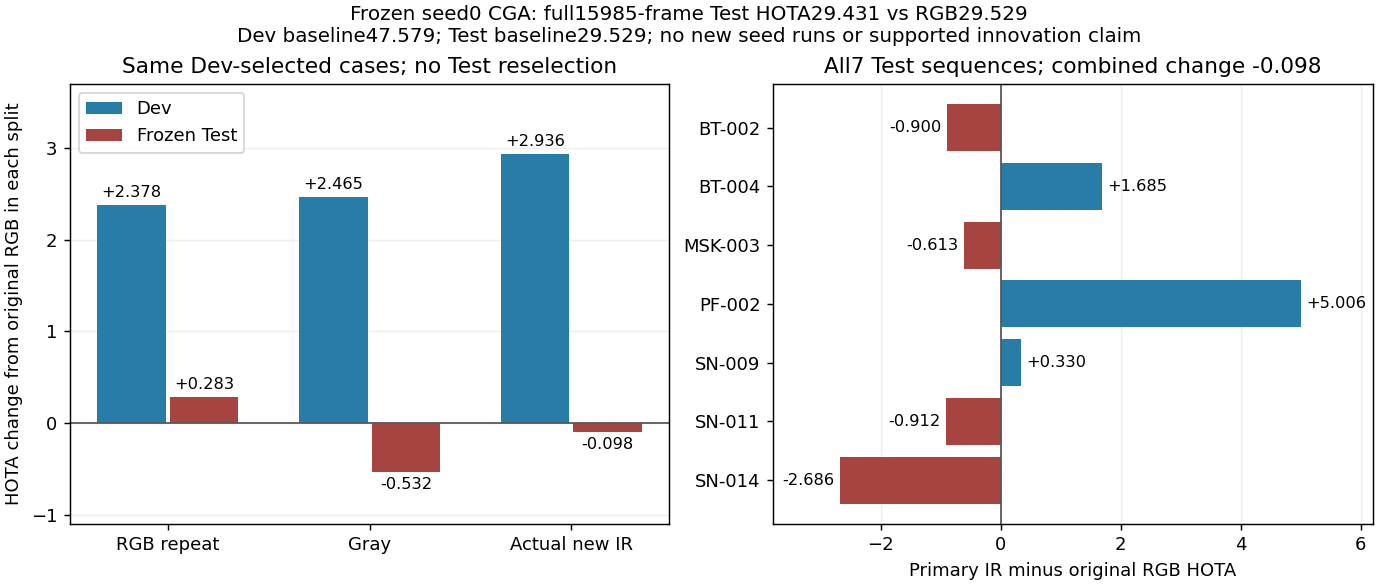 Frozen seed0 CGA: full15985-frame Test HOTA29.431 vs RGB29.529
Dev baseline47.579; Test baseline29.529; no new seed runs or supported innovation claim
Same Dev-selected cases; no Test reselection
HOTA change from original RGB in each split
3
2
1
0
−1
Dev
Frozen Test
+2.378
+0.283
+2.465
-0.532
+2.936
-0.098
RGB repeat
Gray
Actual new IR
All7 Test sequences; combined change -0.098
BT-002
-0.900
BT-004
+1.685
MSK-003
-0.613
PF-002
+5.006
SN-009
+0.330
SN-011
-0.912
SN-014
-2.686
−2
0
2
4
6
Primary IR minus original RGB HOTA